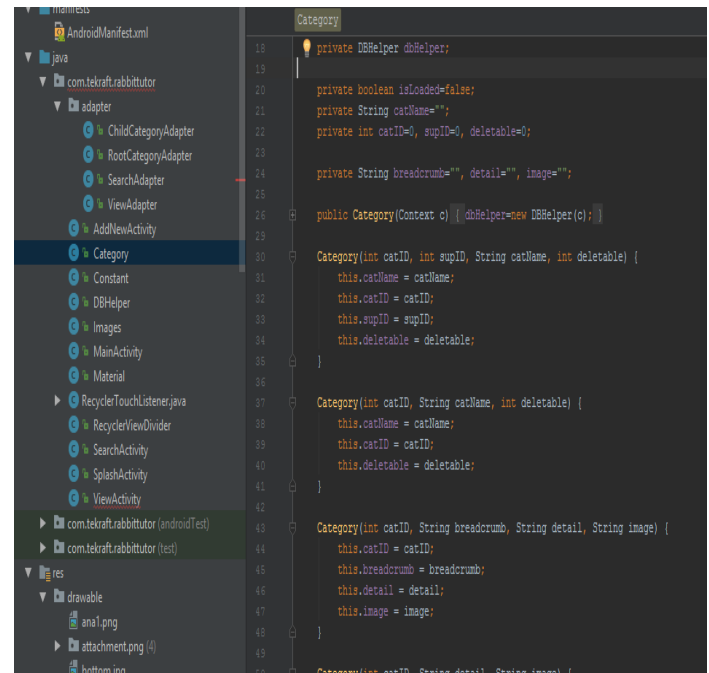 manifests
AndroidManifest.xml
java
com.tekraft.rabbittutor
adapter
ChildCategoryAdapter
RootCategoryAdapter
SearchAdapter
ViewAdapter
AddNewActivity
Category
Constant
DBHelper
Images
MainActivity
Material
RecyclerTouchListener.java
RecyclerViewDivider
SearchActivity
SplashActivity
ViewActivity
com.tekraft.rabbittutor (androidTest)
com.tekraft.rabbittutor (test)
res
drawable
ana1.png
attachment.png (4)
bottom.jpg
Category
18 private DBHelper dbHelper;
19
20 private boolean isLoaded=false;
21 private String catName="";
22 private int catID=0, supID=0, deletable=0;
23
24 private String breadcrumb="", detail="", image="";
25
26 public Category(Context c) { dbHelper=new DBHelper(c); }
29
30 Category(int catID, int supID, String catName, int deletable) {
31 this.catName = catName;
32 this.catID = catID;
33 this.supID = supID;
34 this.deletable = deletable;
35 }
36
37 Category(int catID, String catName, int deletable) {
38 this.catName = catName;
39 this.catID = catID;
40 this.deletable = deletable;
41 }
42
43 Category(int catID, String breadcrumb, String detail, String image) {
44 this.catID = catID;
45 this.breadcrumb = breadcrumb;
46 this.detail = detail;
47 this.image = image;
48 }
49
50 Category(int catID, String detail, String image) {